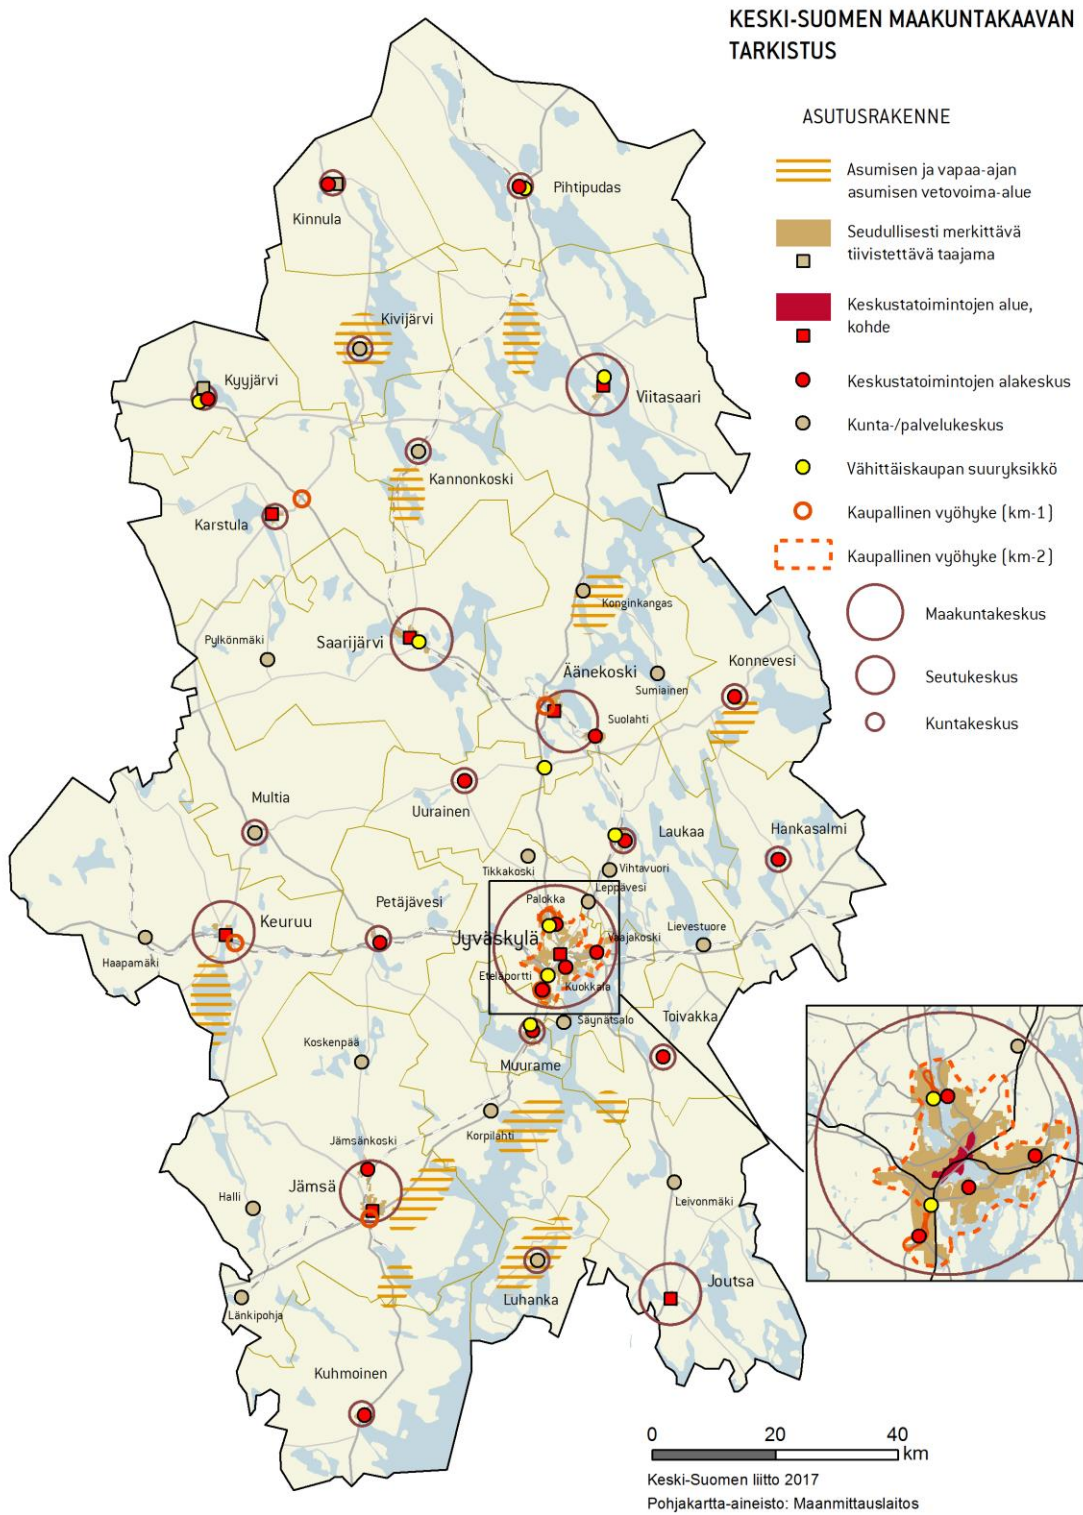 KESKI-SUOMEN MAAKUNTAKAAVAN
TARKISTUS
ASUTUSRAKENNE
Asumisen ja vapaa-ajan
asumisen vetovoima-alue
Seudullisesti merkittävä
tiivistettävä taajama
Keskustatoimintojen alue,
kohde
Keskustatoimintojen alakeskus
Kunta-/palvelukeskus
Vähittäiskaupan suuryksikkö
Kaupallinen vyöhyke (km-1)
Kaupallinen vyöhyke (km-2)
Maakuntakeskus
Seutukeskus
Kuntakeskus
Kinnula
Pihtipudas
Kivijärvi
Kyyjärvi
Viitasaari
Kannonkoski
Karstula
Konginkangas
Pylkönmäki
Saarijärvi
Äänekoski
Sumiainen
Konnevesi
Suolahti
Multia
Uurainen
Laukaa
Hankasalmi
Tikkakoski
Vihtavuori
Leppävesi
Petäjävesi
Palokka
Keuruu
Jyväskylä
Vaajakoski
Lievestuore
Haapamäki
Eteläportti
Kuokkala
Säynätsalo
Toivakka
Koskenpää
Muurame
Korpilahti
Jämsänkoski
Jämsä
Halli
Leivonmäki
Länkipohja
Luhanka
Joutsa
Kuhmoinen
0 20 40
km
Keski-Suomen liitto 2017
Pohjakartta-aineisto: Maanmittauslaitos